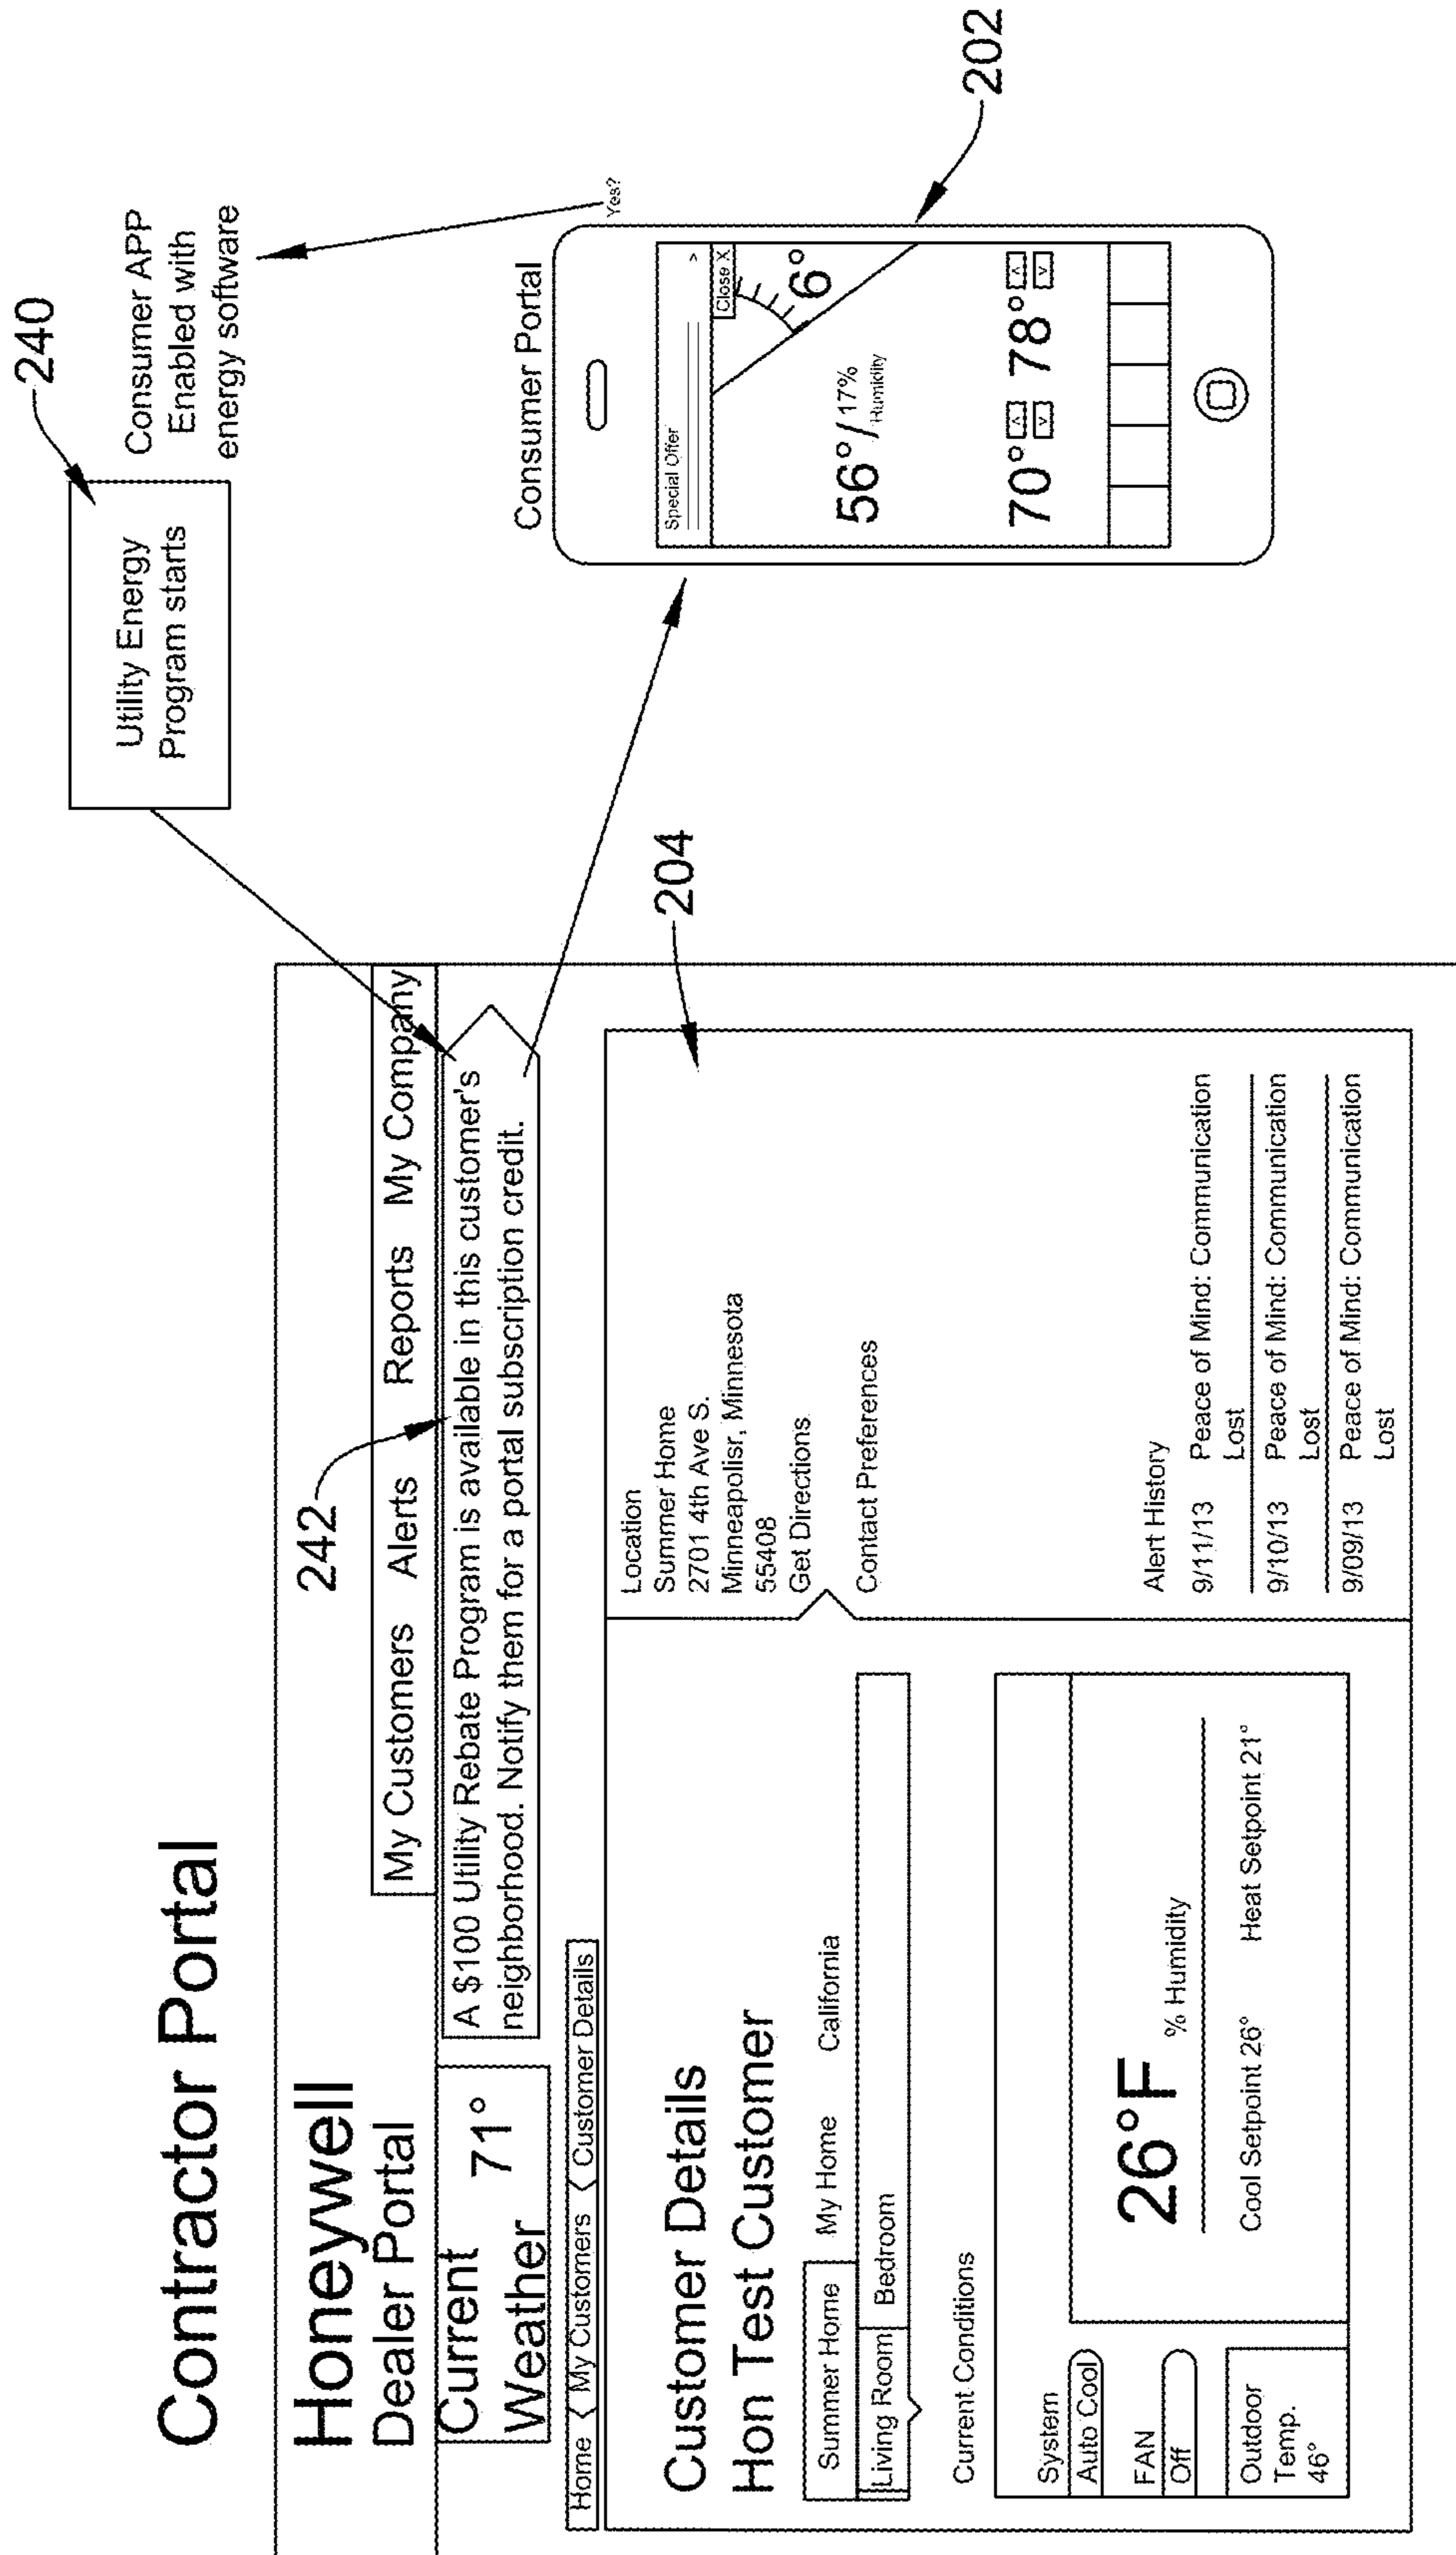 Contractor Portal
Honeywell
Dealer Portal
242
My Customers Alerts Reports My Company
Current
Weather
71°
A $100 Utility Rebate Program is available in this customer's
neighborhood. Notify them for a portal subscription credit.
Home
My Customers
Customer Details
Customer Details
Hon Test Customer
Summer Home
My Home
California
Living Room
Bedroom
Current Conditions
System
Auto Cool
FAN
Off
Outdoor
Temp.
46°
26°F
% Humidity
Cool Setpoint 26°
Heat Setpoint 21°
204
Location
Summer Home
2701 4th Ave S.
Minneapolisr, Minnesota
55408
Get Directions
Contact Preferences
Alert History
9/11/13 Peace of Mind: Communication
Lost
9/10/13 Peace of Mind: Communication
Lost
9/09/13 Peace of Mind: Communication
Lost
240
Utility Energy
Program starts
Consumer APP
Enabled with
energy software
Yes?
Consumer Portal
Special Offer
>
Close X
6°
56° / 17%
Humidity
70°
78°
202